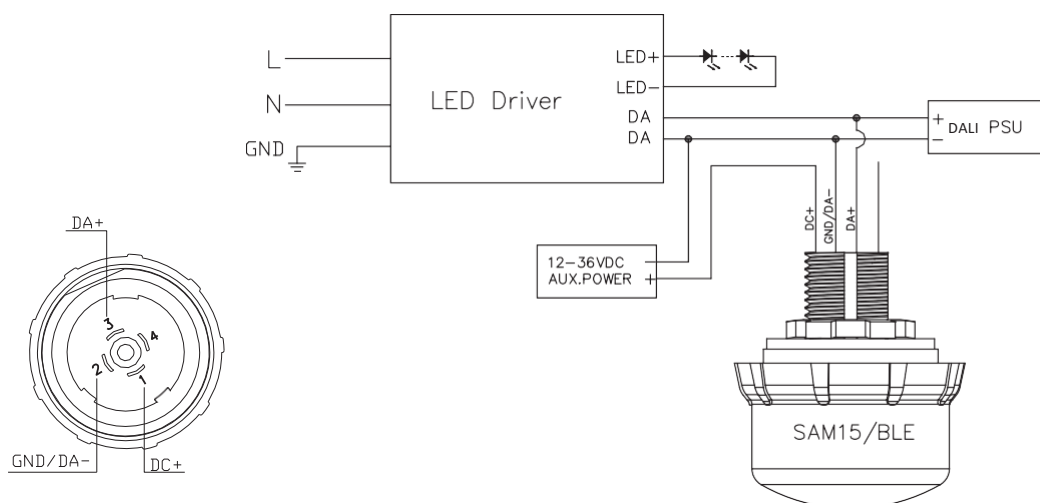 L
N
GND
LED Driver
LED+
LED-
DA
DA
+
-
DALI PSU
DC+
GND/DA-
DA+
12-36VDC
AUX.POWER
-
+
SAM15/BLE
DA+
3
4
2
1
GND/DA-
DC+